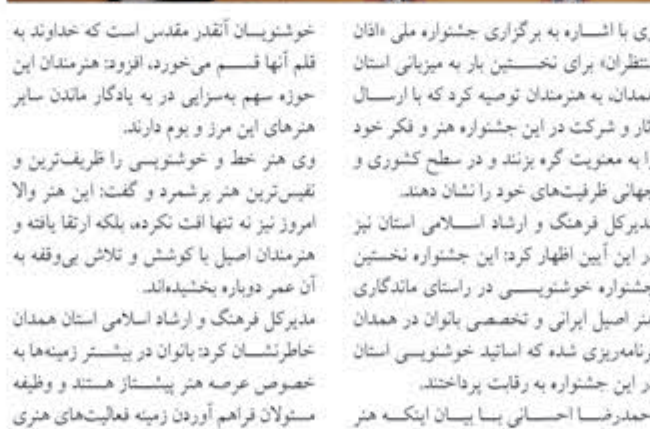 وی با اشاره به برگزاری جشنواره ملی «اذان
منتظران» برای نخستین بار به میزبانی استان
همدان، به هنرمندان توصیه کرد که با ارسال
آثار و شرکت در این جشنواره هنر و فکر خود
را به معنویت گره بزنند و در سطح کشوری و
جهانی ظرفیت‌های خود را نشان دهند.
مدیرکل فرهنگ و ارشاد اسلامی استان نیز
در این آیین اظهار کرد: این جشنواره نخستین
جشنواره خوشنویسی در راستای ماندگاری
هنر اصیل ایرانی و تخصصی بانوان در همدان
برنامه‌ریزی شده که اساتید خوشنویسی استان
در این جشنواره به رقابت پرداختند.
احمدرضا احسانی با بیان اینکه هنر
خوشنویسان آنقدر مقدس است که خداوند به
قلم آنها قسم می‌خورد، افزود: هنرمندان این
حوزه سهم به‌سزایی در به یادگار ماندن سایر
هنرهای این مرز و بوم دارند.
وی هنر خط و خوشنویسی را ظریف‌ترین و
نفیس‌ترین هنر برشمرد و گفت: این هنر والا
امروز نیز نه تنها افت نکرده، بلکه ارتقا یافته و
هنرمندان اصیل با کوشش و تلاش بی‌وقفه به
آن عمر دوباره بخشیده‌اند.
مدیرکل فرهنگ و ارشاد اسلامی استان همدان
خاطرنشان کرد: بانوان در بیشتر زمینه‌ها به
خصوص عرصه هنر پیشتاز هستند و وظیفه
مسئولان فراهم آوردن زمینه فعالیت‌های هنری